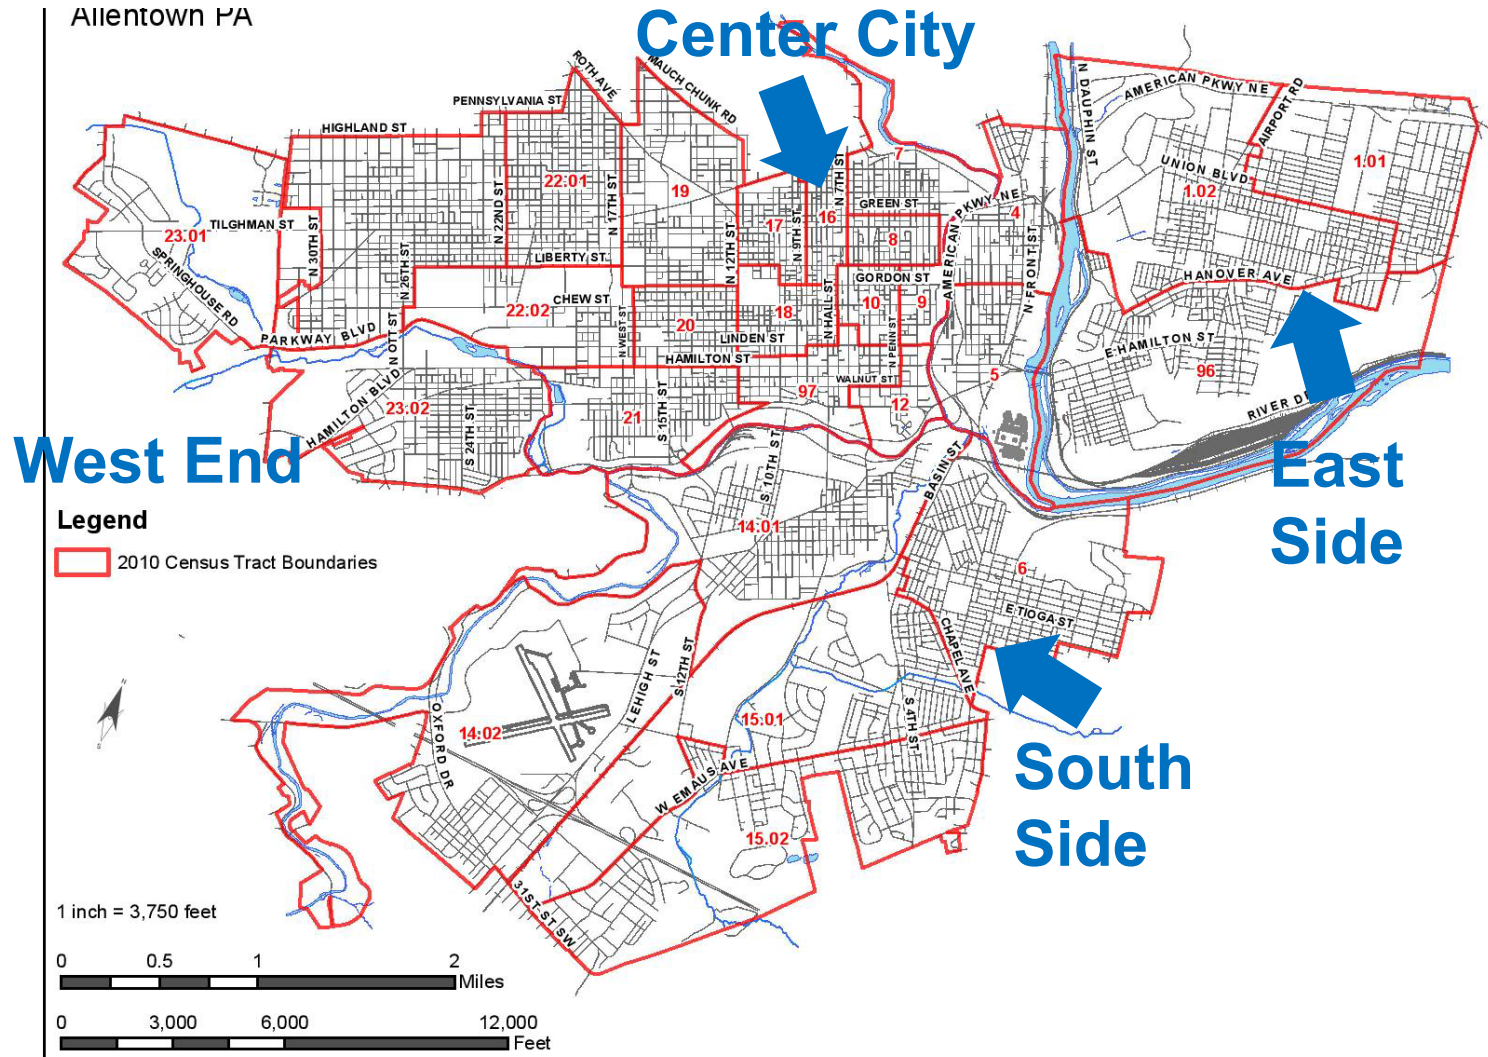 Allentown PA
Center City
ROTH AVE
MAUCH CHUNK RD
PENNSYLVANIA ST
HIGHLAND ST
N DAUPHIN ST
AMERICAN PKWY NE
AIRPORT RD
UNION BLVD
1.01
1.02
7
N 7TH ST
22.01
19
N 22ND ST
N 17TH ST
GREEN ST
AMERICAN PKWY NE
4
16
17
N 9TH ST
8
TILGHMAN ST
23.01
N 30TH ST
SPRINGHOUSE RD
N 26TH ST
LIBERTY ST
N 12TH ST
GORDON ST
N FRONT ST
HANOVER AVE
CHEW ST
22.02
10
9
18
20
N WEST ST
N HALL ST
N PENN ST
LINDEN ST
HAMILTON ST
PARKWAY BLVD
N OTT ST
E HAMILTON ST
96
5
WALNUT ST
97
12
RIVER DR
HAMILTON BLVD
23.02
S 24TH ST
21
S 15TH ST
S 10TH ST
BASIN ST
West End
East
Side
Legend
2010 Census Tract Boundaries
14.01
6
E TIOGA ST
CHAPEL AVE
S 12TH ST
LEHIGH ST
OXFORD DR
14.02
15.01
S 4TH ST
W EMAUS AVE
South
Side
15.02
31ST ST SW
N
1 inch = 3,750 feet
0 0.5 1 2
Miles
0 3,000 6,000 12,000
Feet